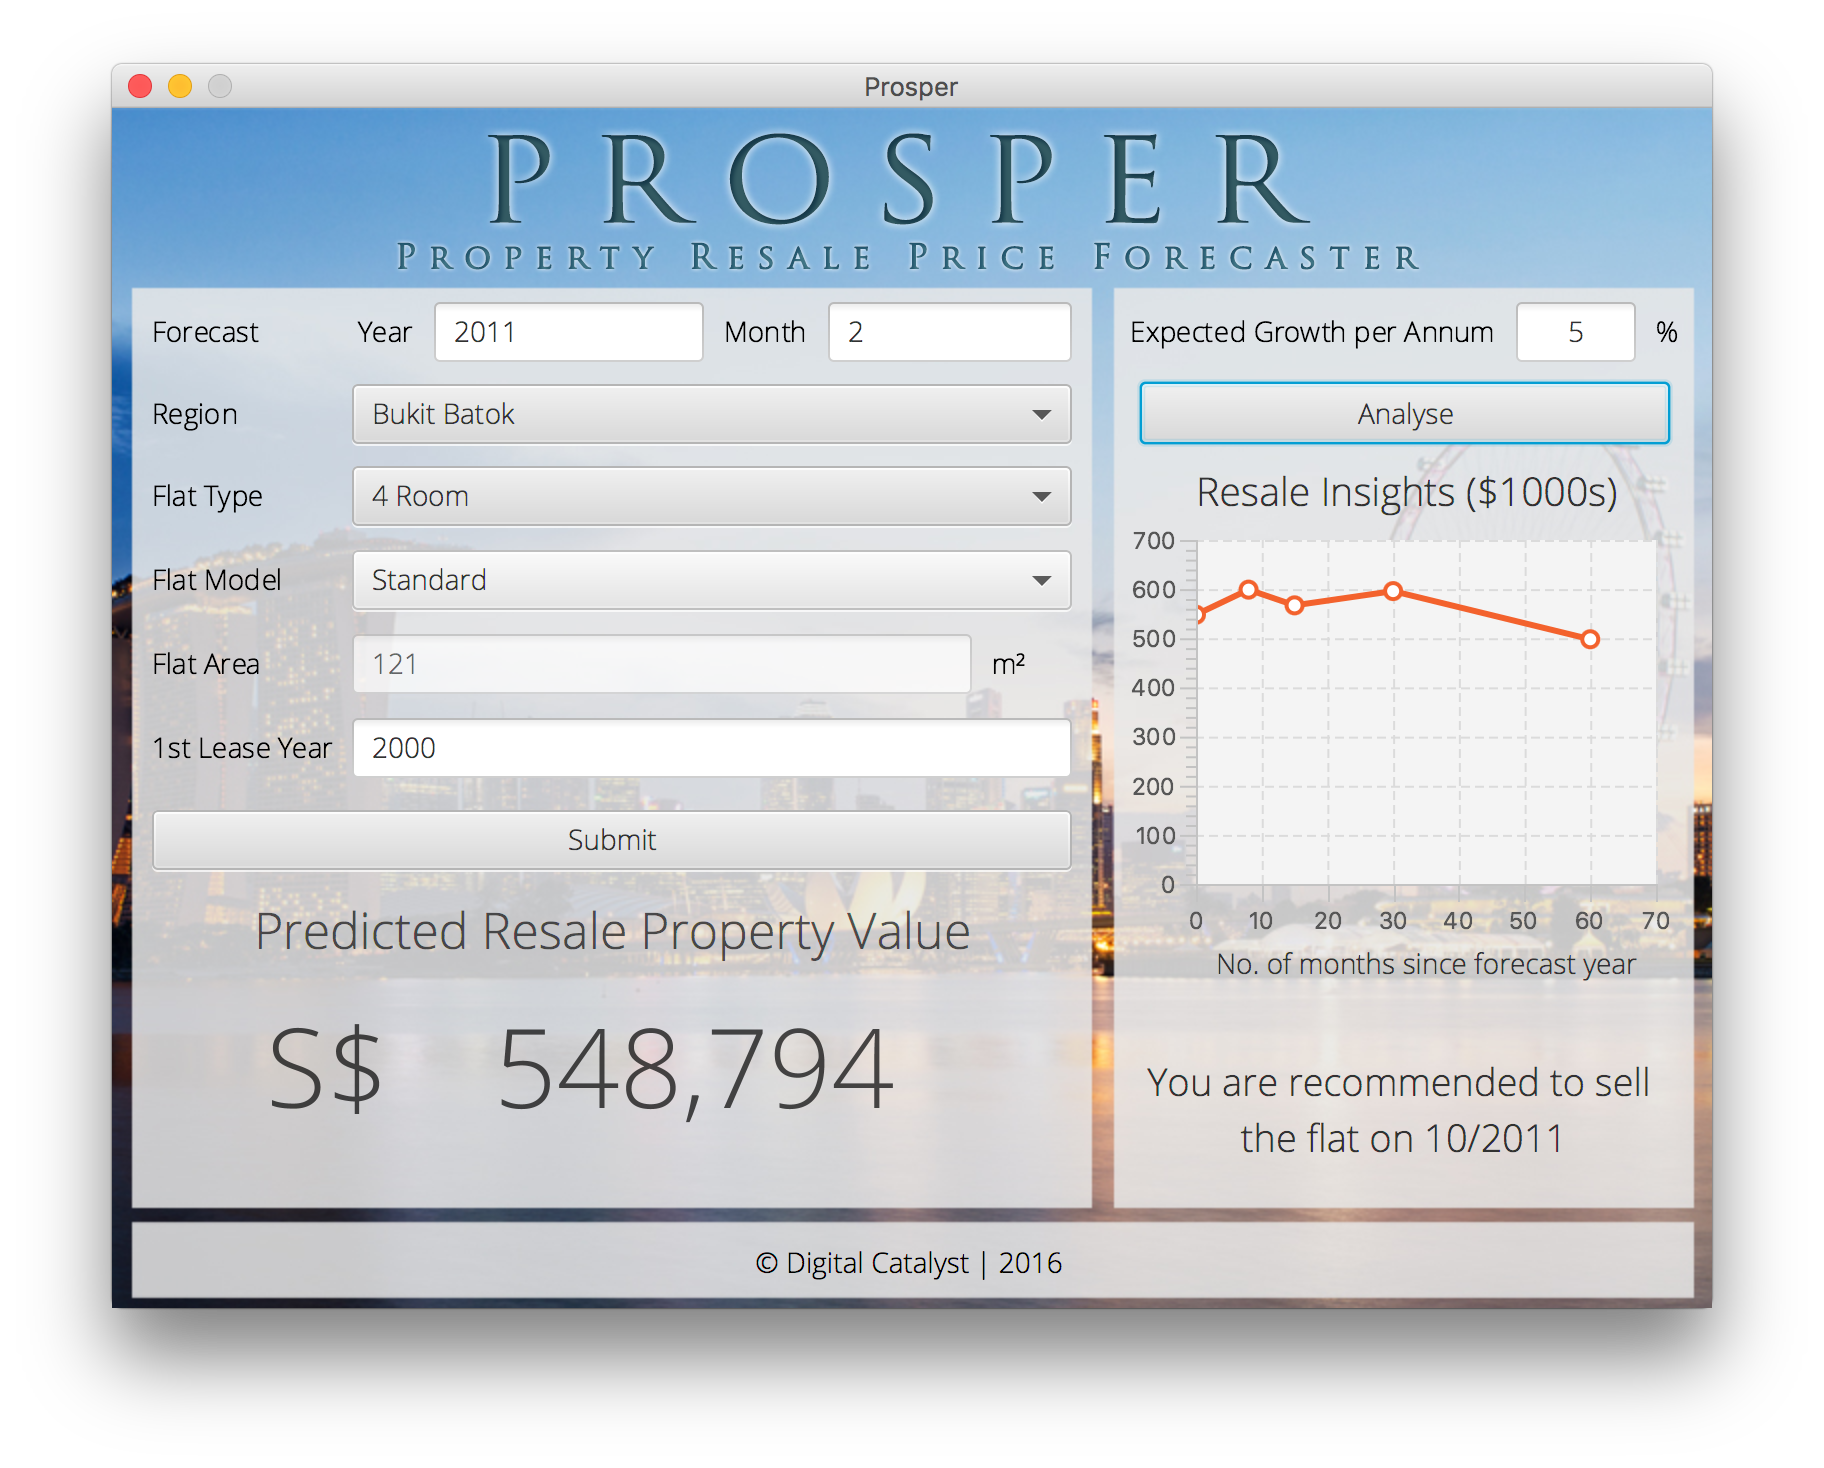 Prosper
PROSPER
PROPERTY RESALE PRICE FORECASTER
Forecast Year 2011 Month 2
Region Bukit Batok
Flat Type 4 Room
Flat Model Standard
Flat Area 121 m²
1st Lease Year 2000
Submit
Predicted Resale Property Value
S$ 548,794
Expected Growth per Annum 5 %
Analyse
Resale Insights ($1000s)
700
600
500
400
300
200
100
0
0 10 20 30 40 50 60 70
No. of months since forecast year
You are recommended to sell
the flat on 10/2011
© Digital Catalyst | 2016